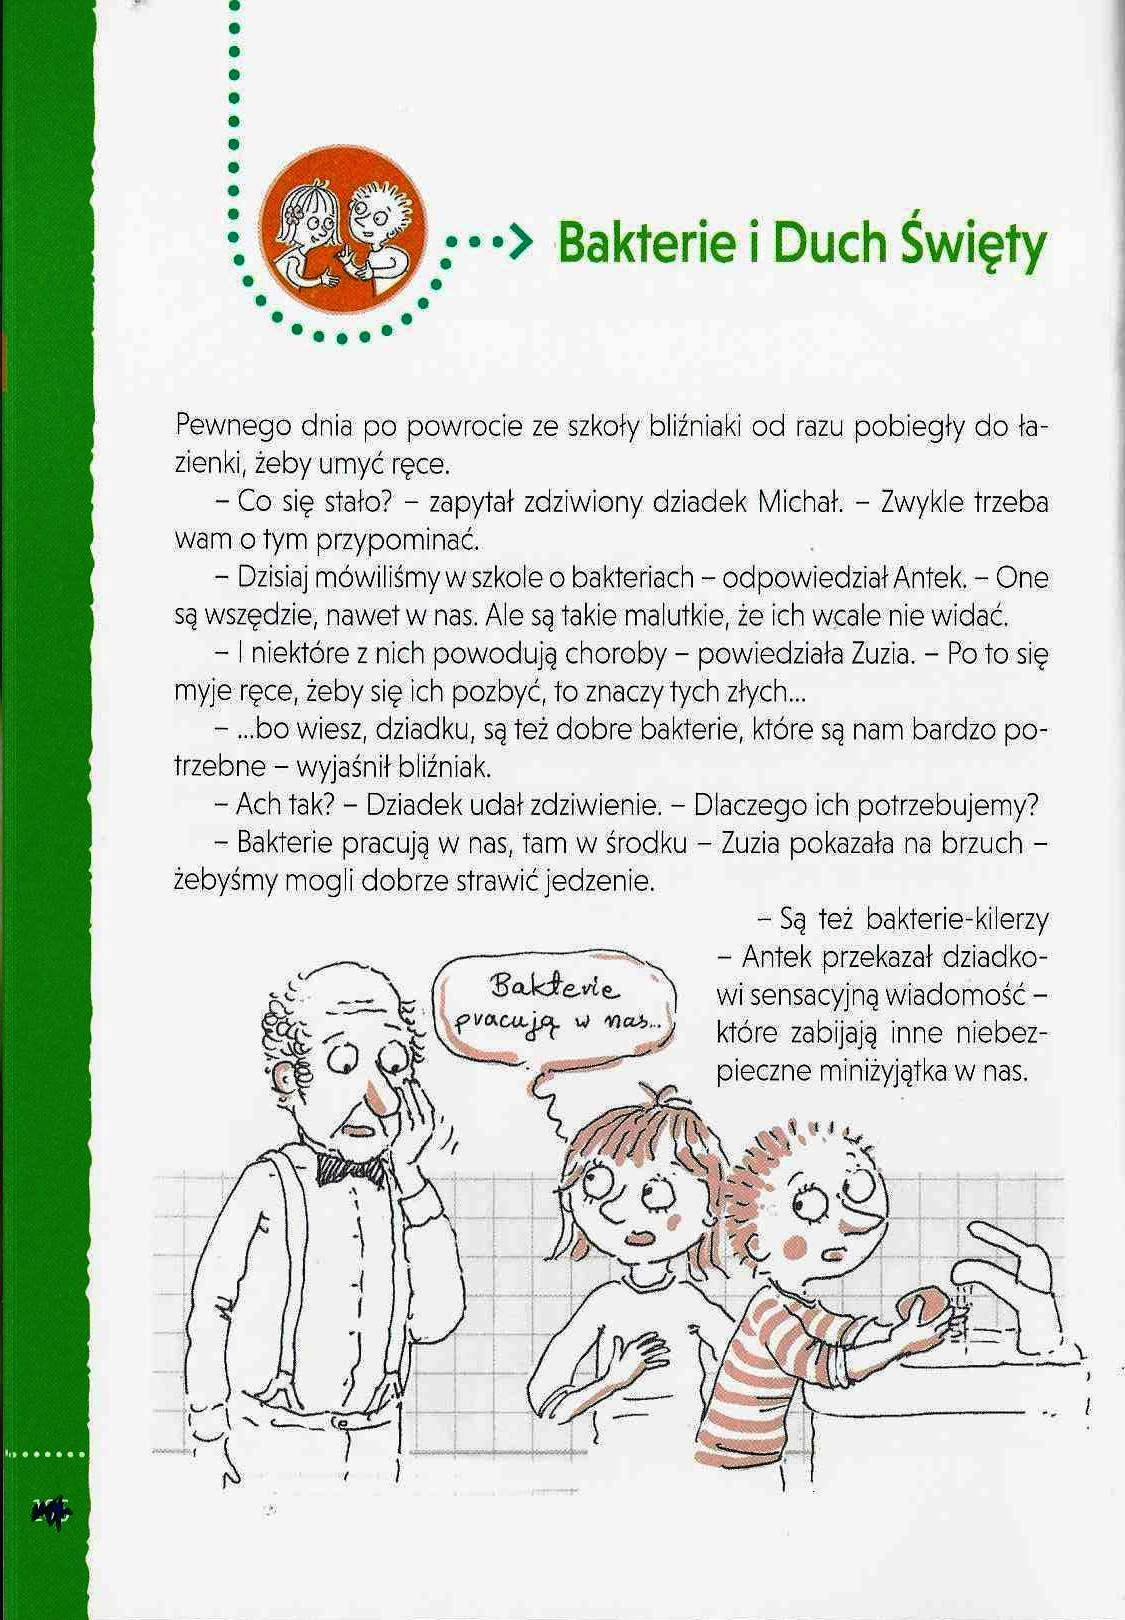 Bakterie i Duch Święty
Pewnego dnia po powrocie ze szkoły bliźniaki od razu pobiegły do ła-
zienki, żeby umyć ręce.
– Co się stało? – zapytał zdziwiony dziadek Michał. – Zwykle trzeba
wam o tym przypominać.
– Dzisiaj mówiliśmy w szkole o bakteriach – odpowiedział Antek. – One
są wszędzie, nawet w nas. Ale są takie malutkie, że ich wcale nie widać.
– I niektóre z nich powodują choroby – powiedziała Zuzia. – Po to się
myje ręce, żeby się ich pozbyć, to znaczy tych złych...
– ...bo wiesz, dziadku, są też dobre bakterie, które są nam bardzo po-
trzebne – wyjaśnił bliźniak.
– Ach tak? – Dziadek udał zdziwienie. – Dlaczego ich potrzebujemy?
– Bakterie pracują w nas, tam w środku – Zuzia pokazała na brzuch –
żebyśmy mogli dobrze strawić jedzenie.
– Są też bakterie-kilerzy
– Antek przekazał dziadko-
wi sensacyjną wiadomość –
które zabijają inne niebez-
pieczne miniżyjątka w nas.
Bakterie
pracują w nas...